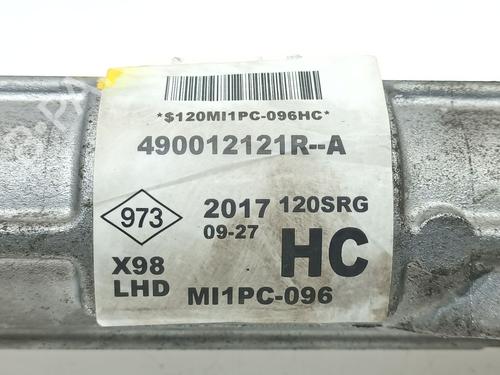 *$120MI1PC-096HC*
490012121R--A
973
2017 120SRG
09-27
HC
X98
LHD
MI1PC-096